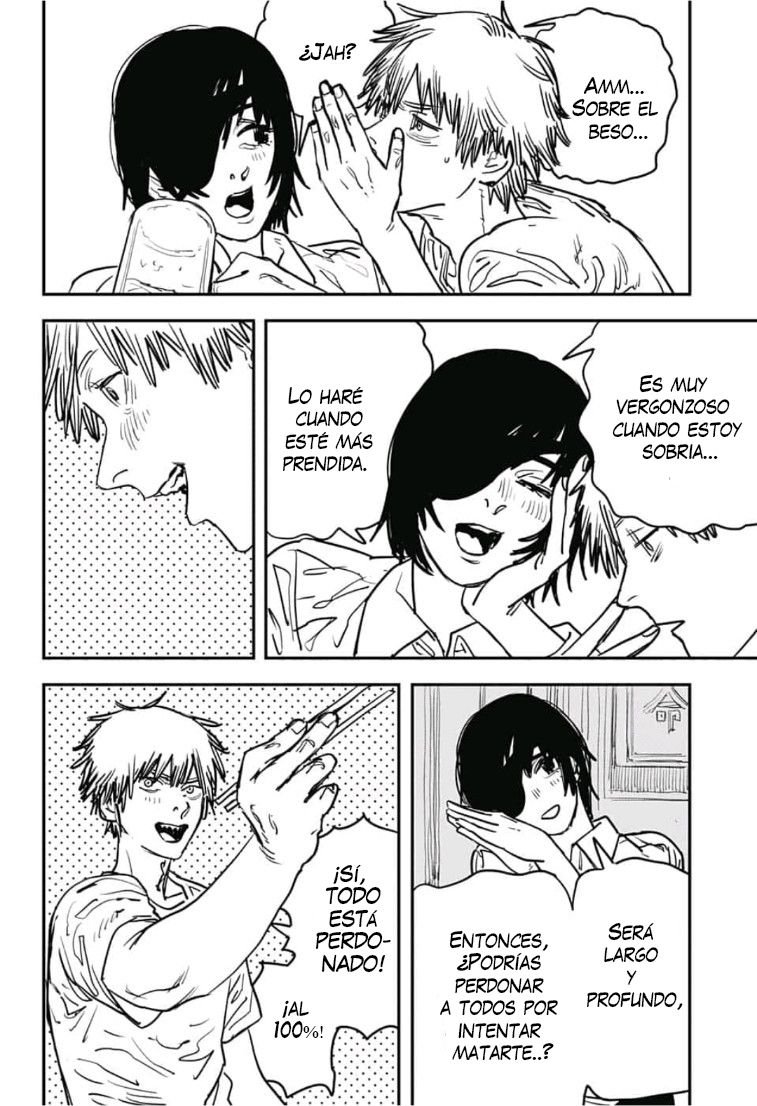 Amm...
Sobre el
beso...
¿Jah?
Es muy
vergonzoso
cuando estoy
sobria...
Lo haré
cuando
esté más
prendida.
Será
largo
y
profundo,
Entonces,
¿Podrías
perdonar
a todos por
intentar
matarte..?
¡Sí,
todo
está
perdo-
nado!
¡Al
100%!